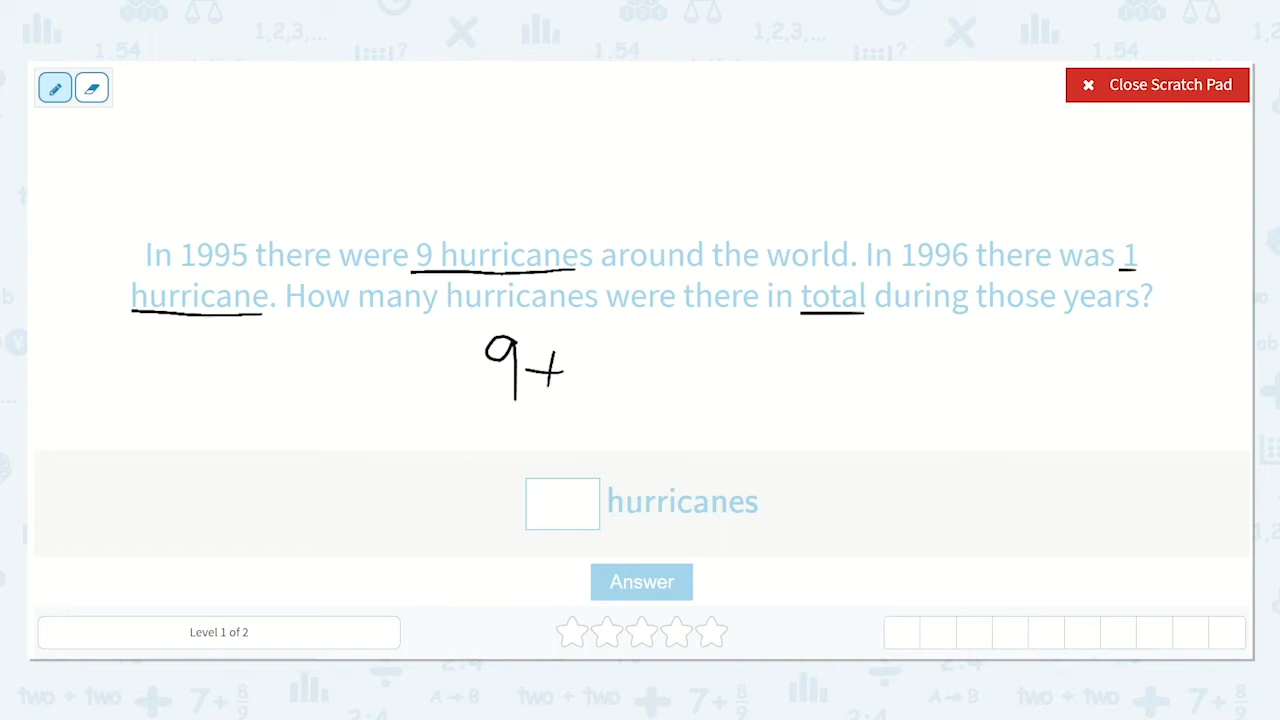 Close Scratch Pad
In 1995 there were 9 hurricanes around the world. In 1996 there was 1
hurricane. How many hurricanes were there in total during those years?
9+
hurricanes
Answer
Level 1 of 2